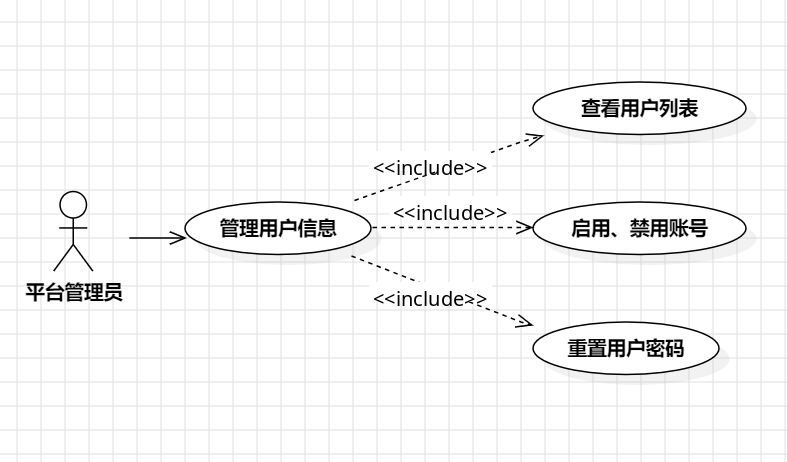 查看用户列表
<<include>>
<<include>>
管理用户信息
启用、禁用账号
平台管理员
<<include>>
重置用户密码